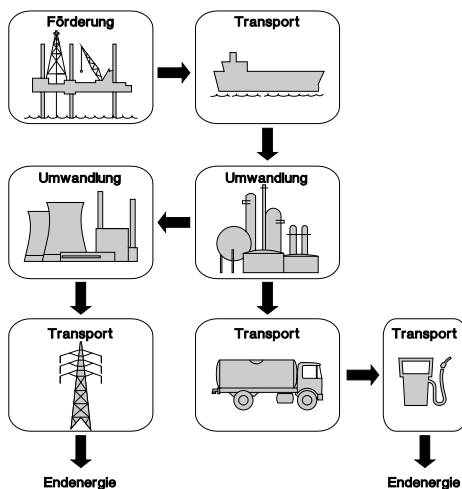 Förderung
Transport
Umwandlung
Umwandlung
Transport
Transport
Transport
Endenergie
Endenergie